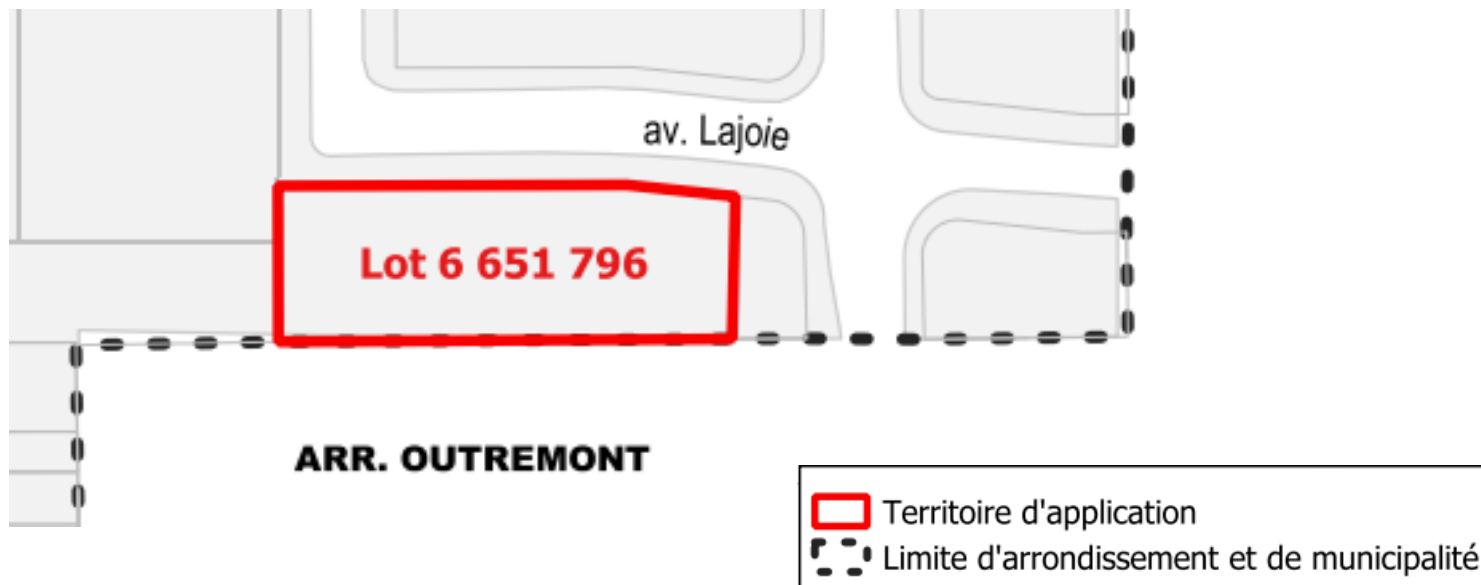 av. Lajoie
Lot 6 651 796
ARR. OUTREMONT
Territoire d'application
Limite d'arrondissement et de municipalité